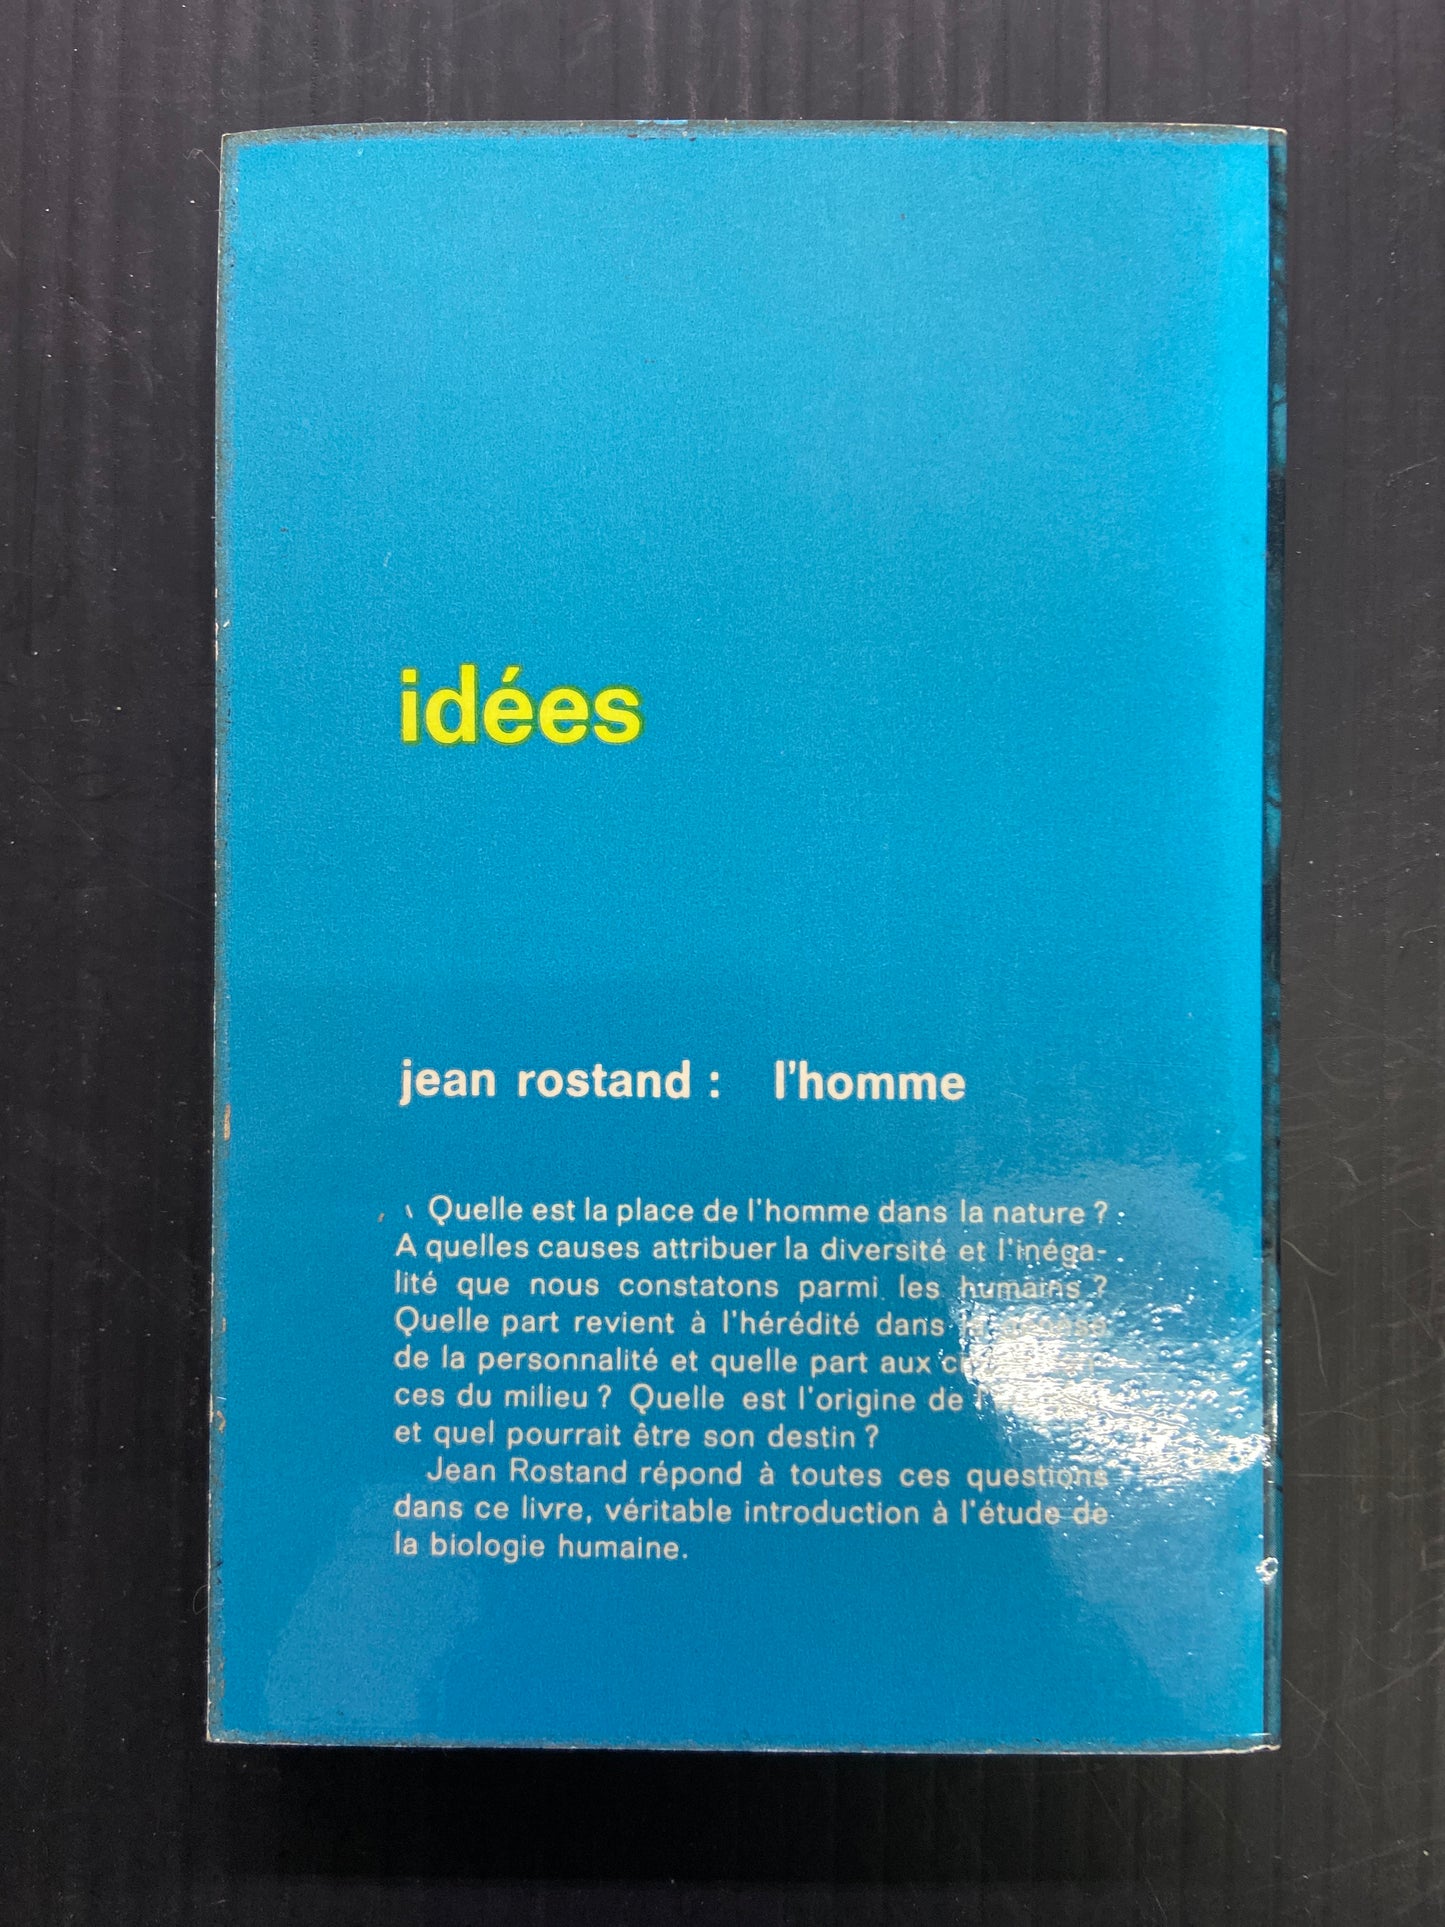 idées
jean rostand : l'homme
Quelle est la place de l'homme dans la nature ?
A quelles causes attribuer la diversité et l'inéga-
lité que nous constatons parmi les humains ?
Quelle part revient à l'hérédité dans
de la personnalité et quelle part aux
ces du milieu ? Quelle est l'origine de
et quel pourrait être son destin ?
Jean Rostand répond à toutes ces questions
dans ce livre, véritable introduction à l'étude de
la biologie humaine.